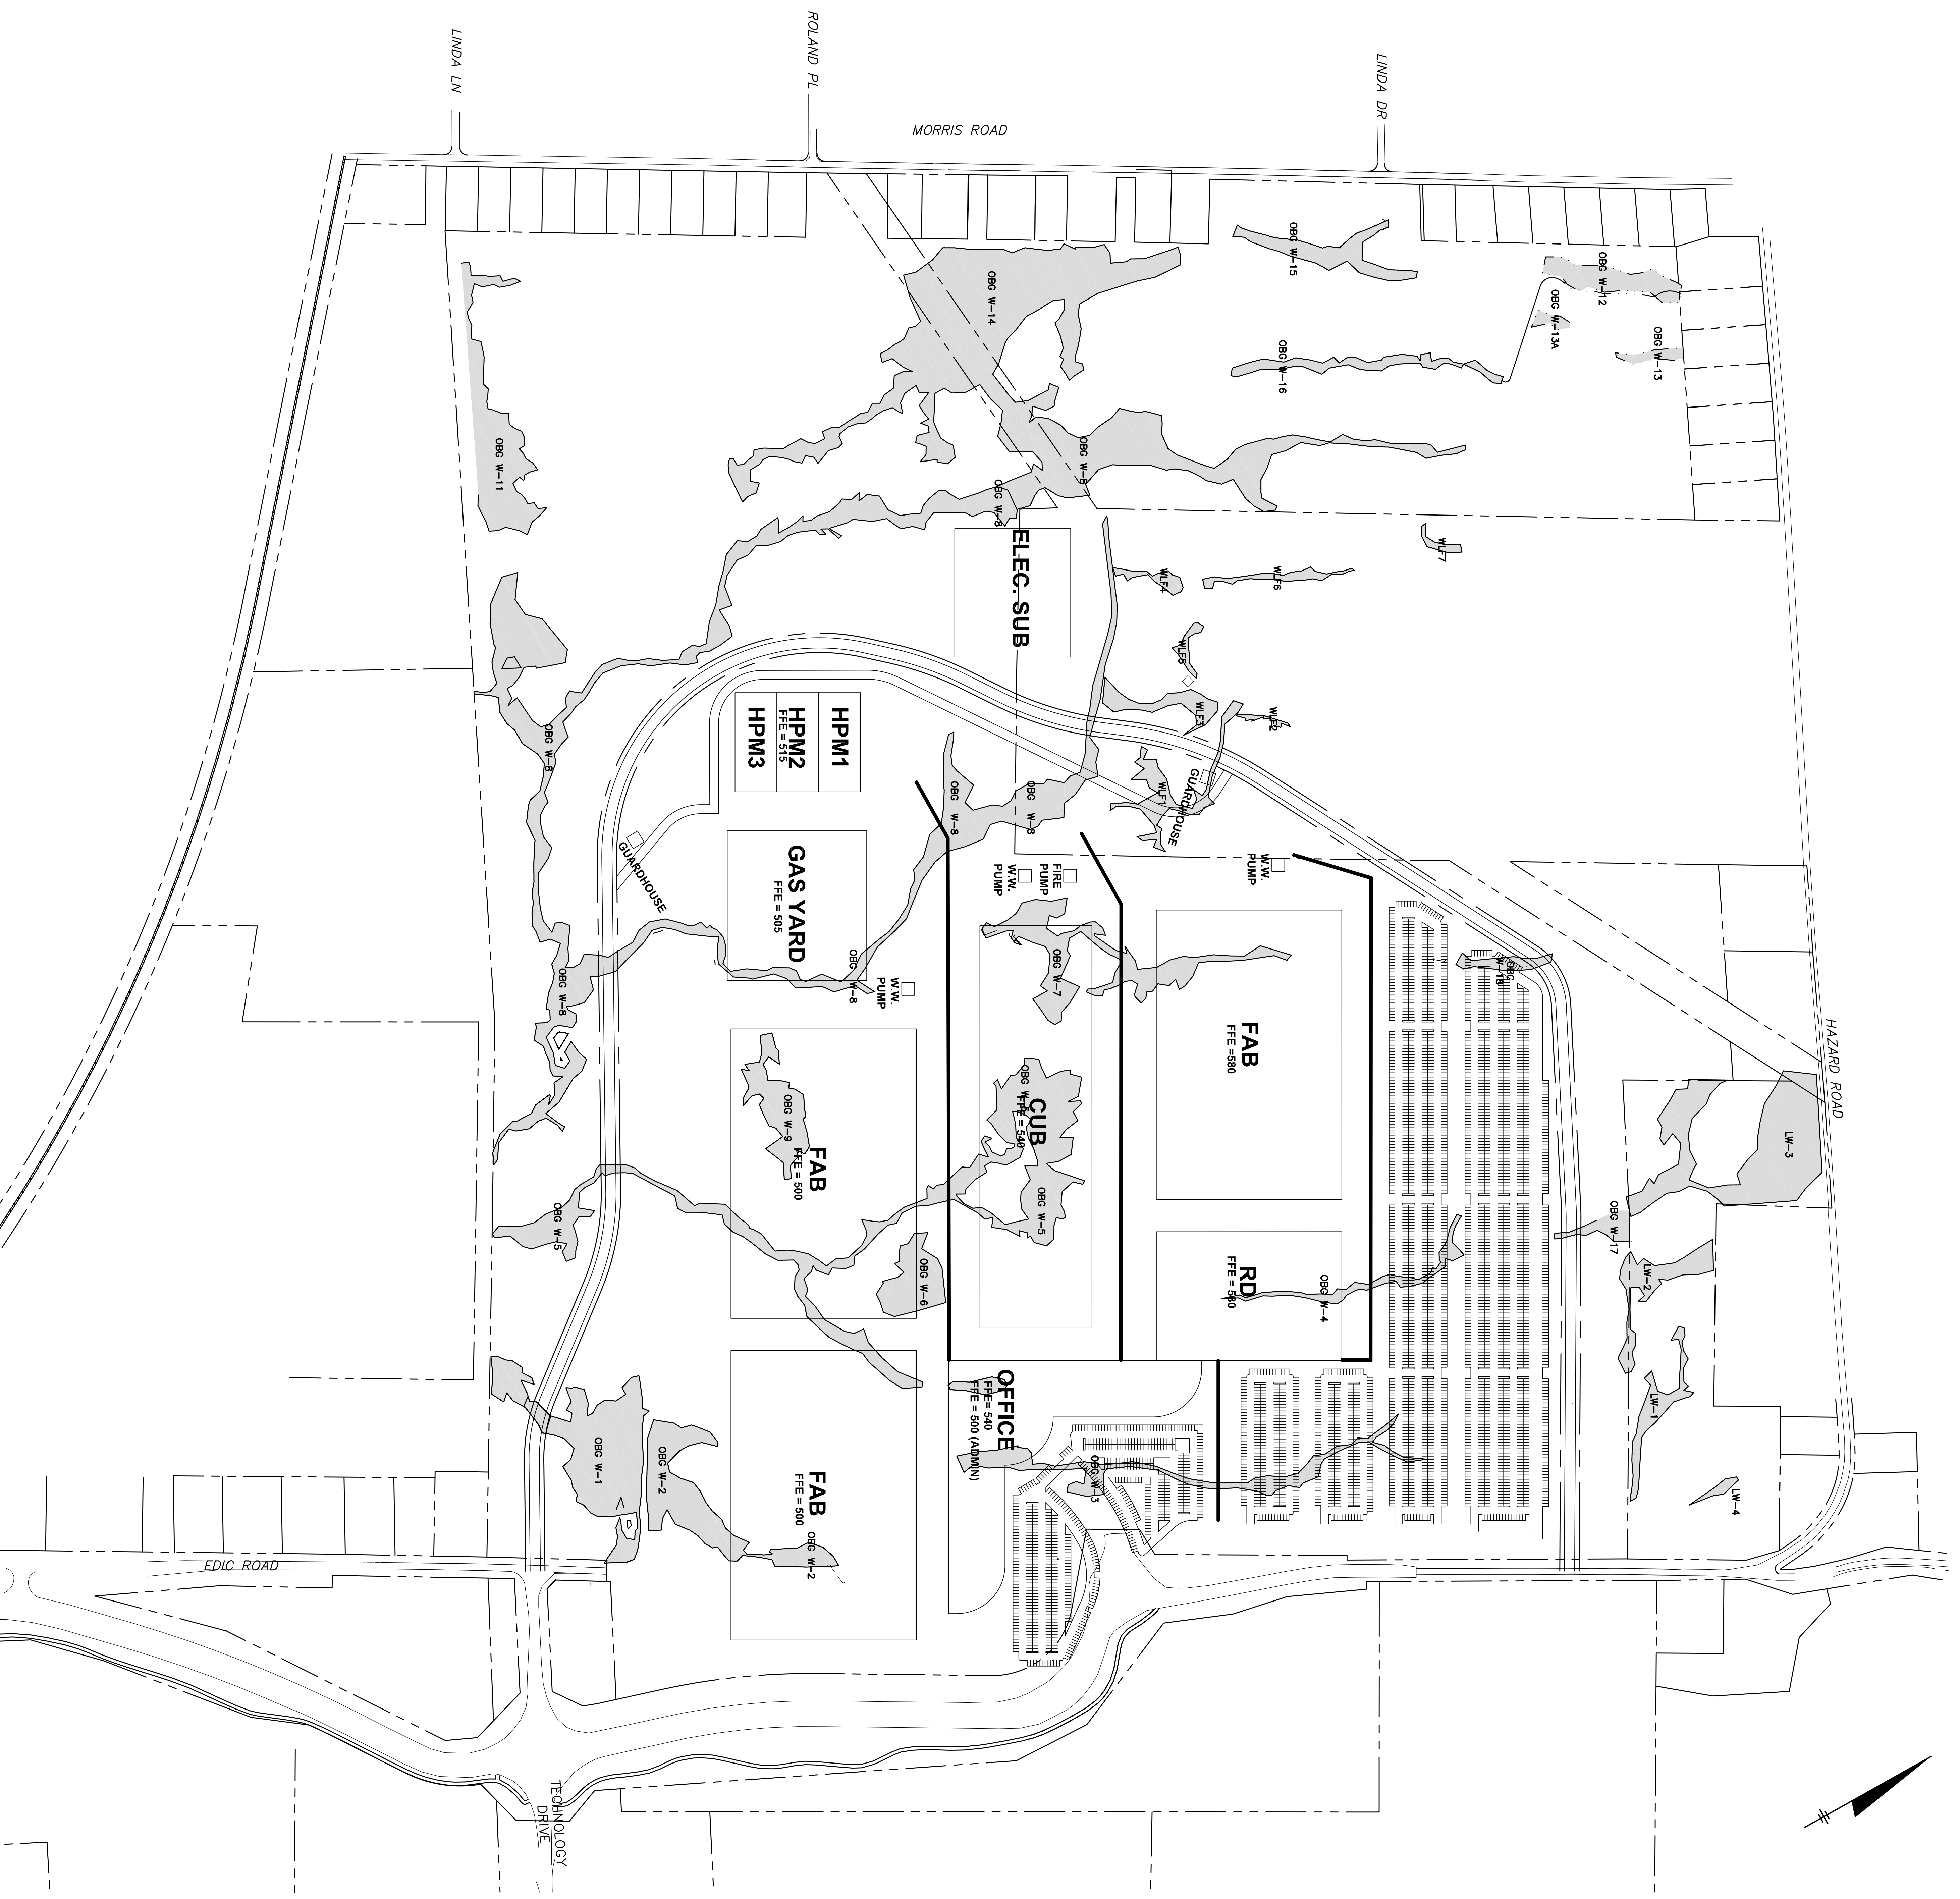 LINDA LN
ROLAND PL
LINDA DR
MORRIS ROAD
OBG W-15
OBG W-12
OBG W-14
OBG W-13A
OBG W-13
OBG W-16
OBG W-11
OBG W-8
OBG W-8
WLF7
ELEC. SUB
WLF4
WLF6
WLF3
WLF2
OBG W-8
HPM3
HPM2
FFE = 515
HPM1
OBG W-8
OBG W-8
WLF1
GUARDHOUSE
GUARDHOUSE
GAS YARD
FFE = 505
W.W.
PUMP
FIRE
PUMP
W.W.
PUMP
OBG W-8
OBG W-8
W.W.
PUMP
OBG W-7
OBG
W-18
FAB
FFE =580
HAZARD ROAD
LW-3
OBG W-9
FAB
FFE = 500
CUB
FFE = 540
OBG W-5
OBG W-5
OBG W-6
RD
FFE = 580
OBG W-4
OBG W-17
LW-2
LW-1
OFFICE
FFE= 540
FFE = 500 (ADMIN)
OBG W-1
OBG W-2
FAB
FFE = 500
OBG W-2
OBG W-3
LW-4
EDIC ROAD
TECHNOLOGY
DRIVE